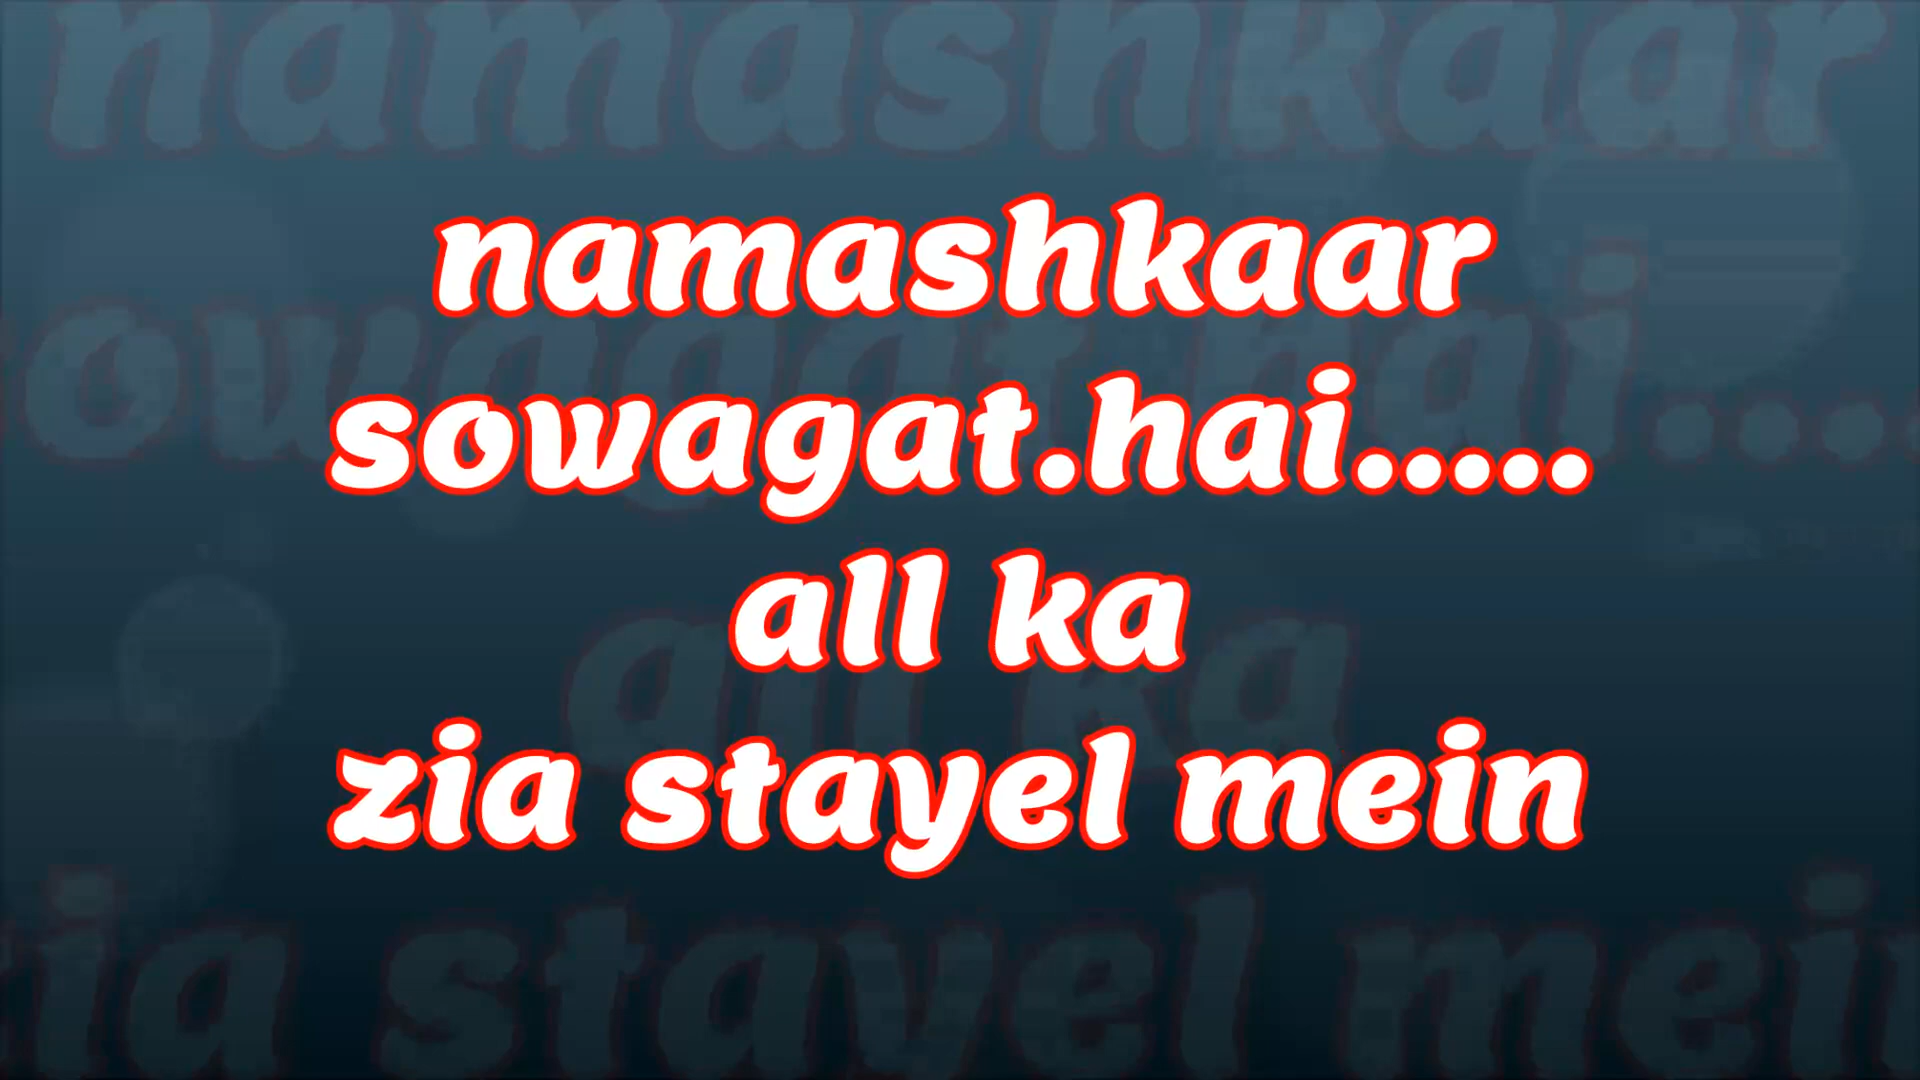 namashkaar
sowagat.hai.....
all ka
zia stayel mein